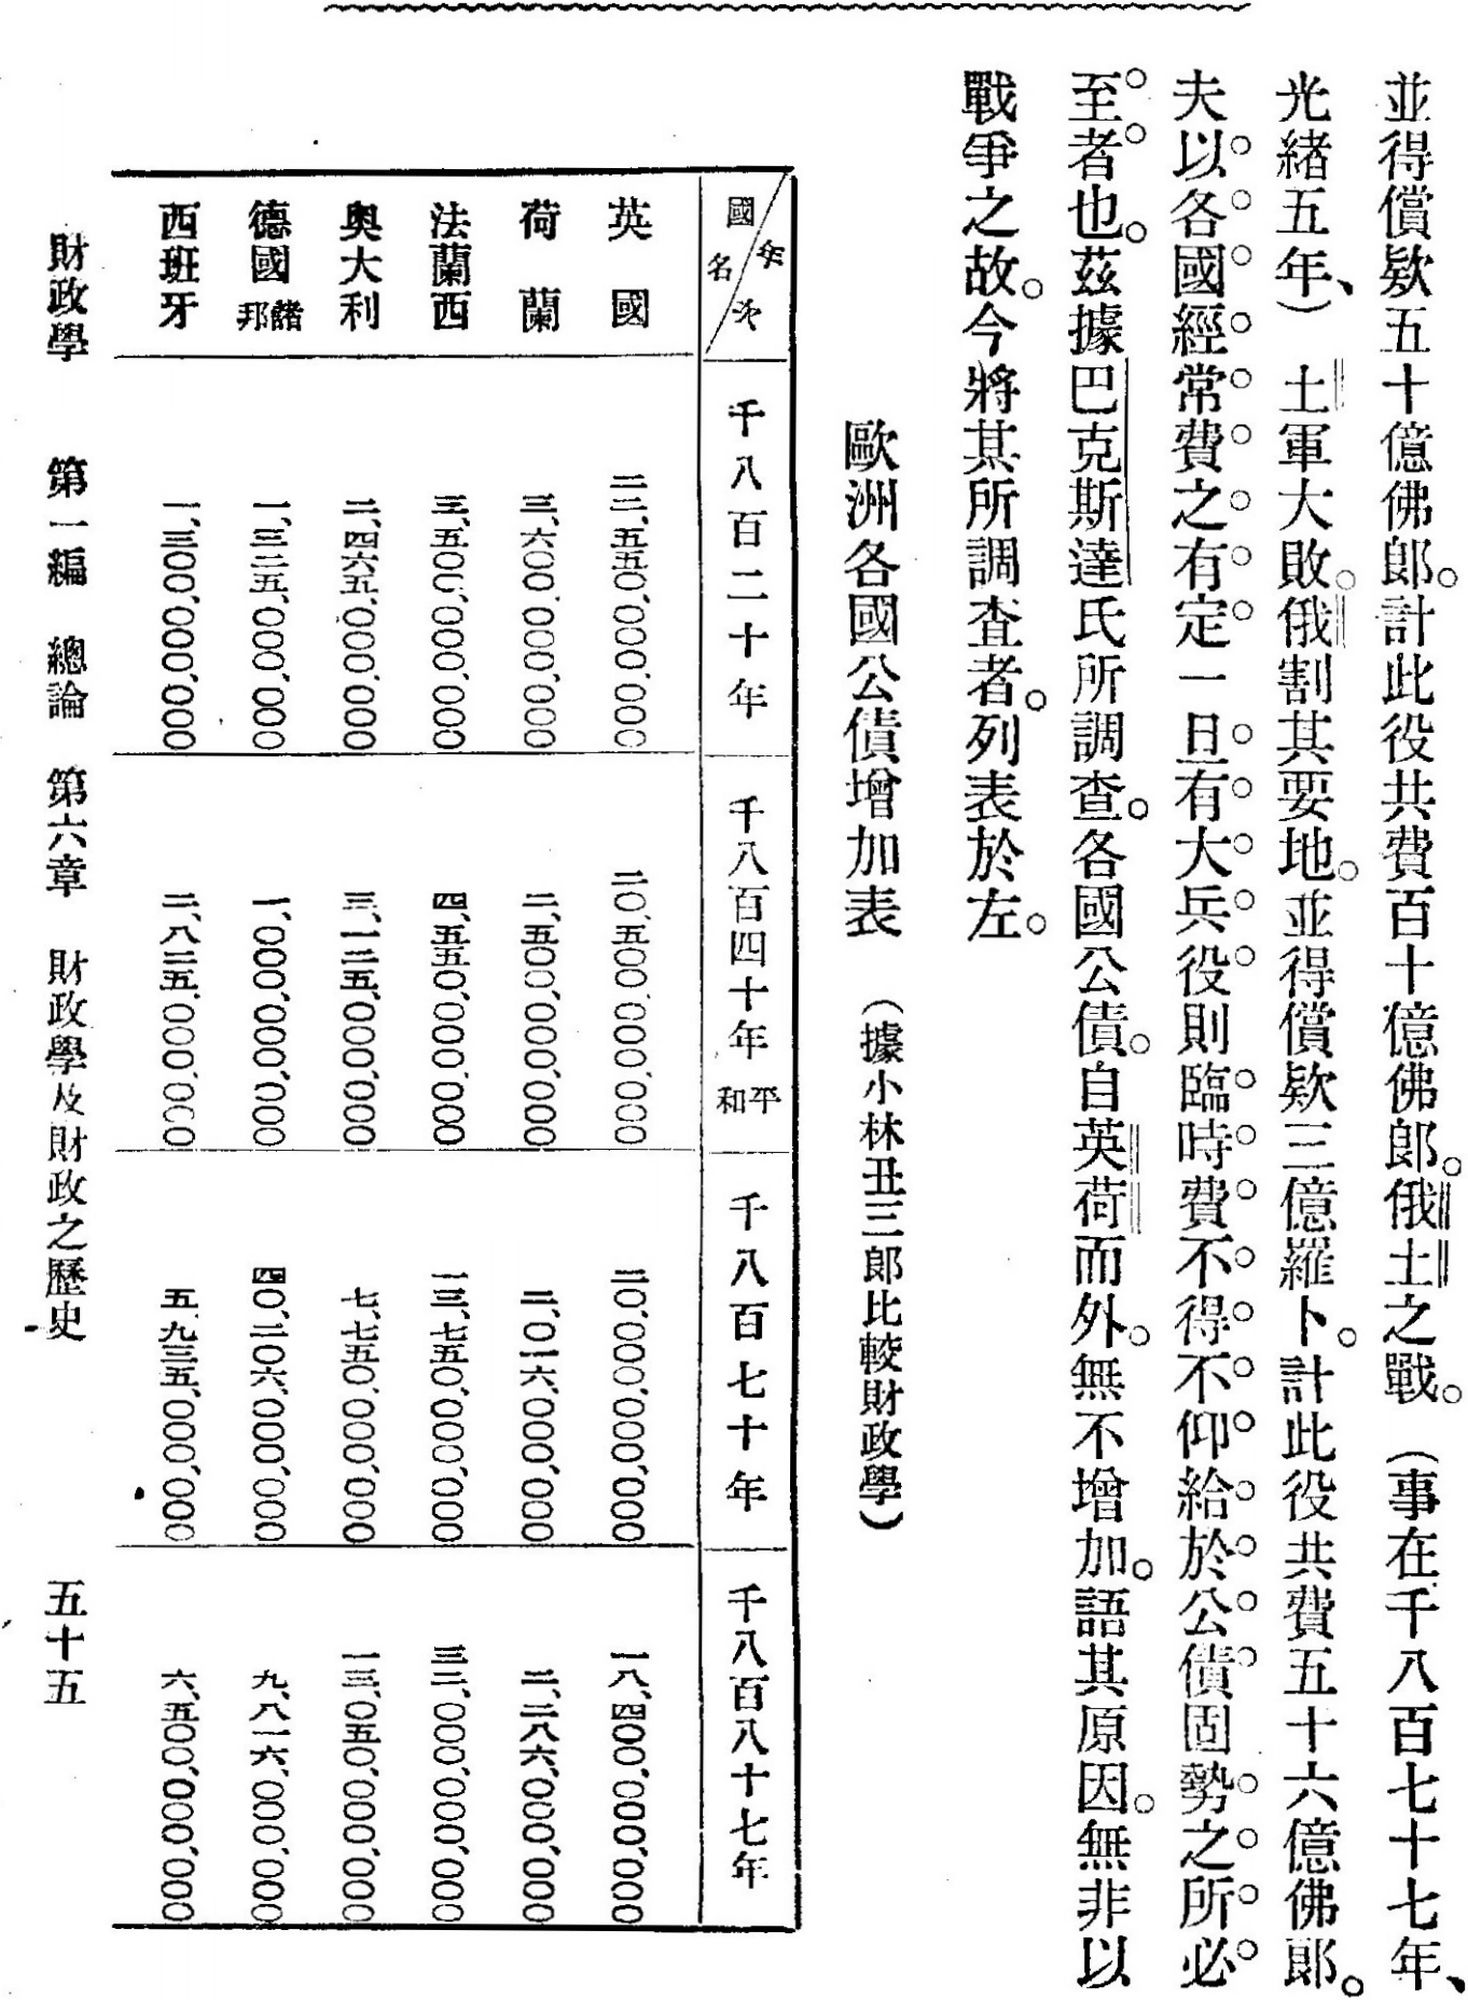 並得償欵五十億佛郎。計此役共費百十億佛郎。俄土之戰。（事在千八百七十七年、
光緒五年、）土軍大敗。俄割其要地。並得償欵三億羅卜。計此役共費五十六億佛郎。
夫以各國經常費之有定一旦有大兵役則臨時費不得不仰給於公債固勢之所必
至者也。茲據巴克斯達氏所調查。各國公債。自英荷而外。無不增加。語其原因。無非以
戰爭之故。今將其所調查者。列表於左。
歐洲各國公債增加表（據小林丑三郎比較財政學）
國名 年次 千八百二十年 千八百四十年平和 千八百七十年 千八百八十七年
英國 二二、五五〇、〇〇〇、〇〇〇 二〇、五〇〇、〇〇〇、〇〇〇 二〇、〇〇〇、〇〇〇、〇〇〇 一八、四〇〇、〇〇〇、〇〇〇
荷蘭 三、六〇〇、〇〇〇、〇〇〇 二、五〇〇、〇〇〇、〇〇〇 二、〇一六、〇〇〇、〇〇〇 二、二八六、〇〇〇、〇〇〇
法蘭西 三、五〇〇、〇〇〇、〇〇〇 四、五五〇、〇〇〇、〇〇〇 一三、七五〇、〇〇〇、〇〇〇 三二、〇〇〇、〇〇〇、〇〇〇
奧大利 二、四六五、〇〇〇、〇〇〇 三、一二五、〇〇〇、〇〇〇 七、七五〇、〇〇〇、〇〇〇 一三、〇五〇、〇〇〇、〇〇〇
德國諸邦 一、三二五、〇〇〇、〇〇〇 一、〇〇〇、〇〇〇、〇〇〇 四〇、二〇六、〇〇〇、〇〇〇 九、八一六、〇〇〇、〇〇〇
西班牙 一、三〇〇、〇〇〇、〇〇〇 二、八二五、〇〇〇、〇〇〇 五、九三五、〇〇〇、〇〇〇 六、五〇〇、〇〇〇、〇〇〇
財政學 第一編 總論 第六章 財政學及財政之歷史 五十五